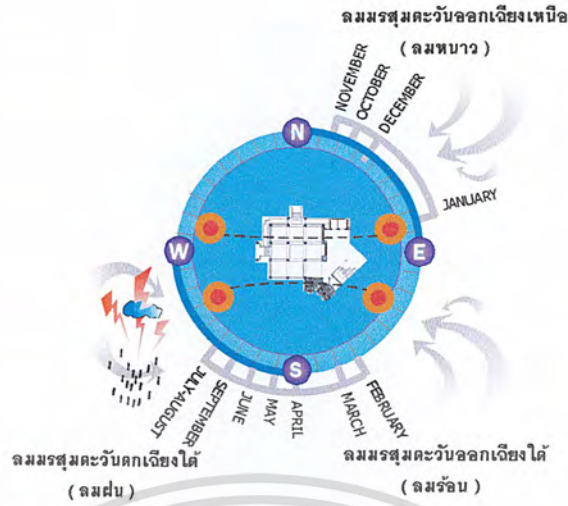 ลมมรสุมตะวันออกเฉียงเหนือ
( ลมหนาว )
NOVEMBER
OCTOBER
DECEMBER
JANUARY
N
W
E
S
JULY-AUGUST
SEPTEMBER
JUNE
MAY
APRIL
MARCH
FEBRUARY
ลมมรสุมตะวันตกเฉียงใต้
( ลมฝน )
ลมมรสุมตะวันออกเฉียงใต้
( ลมร้อน )